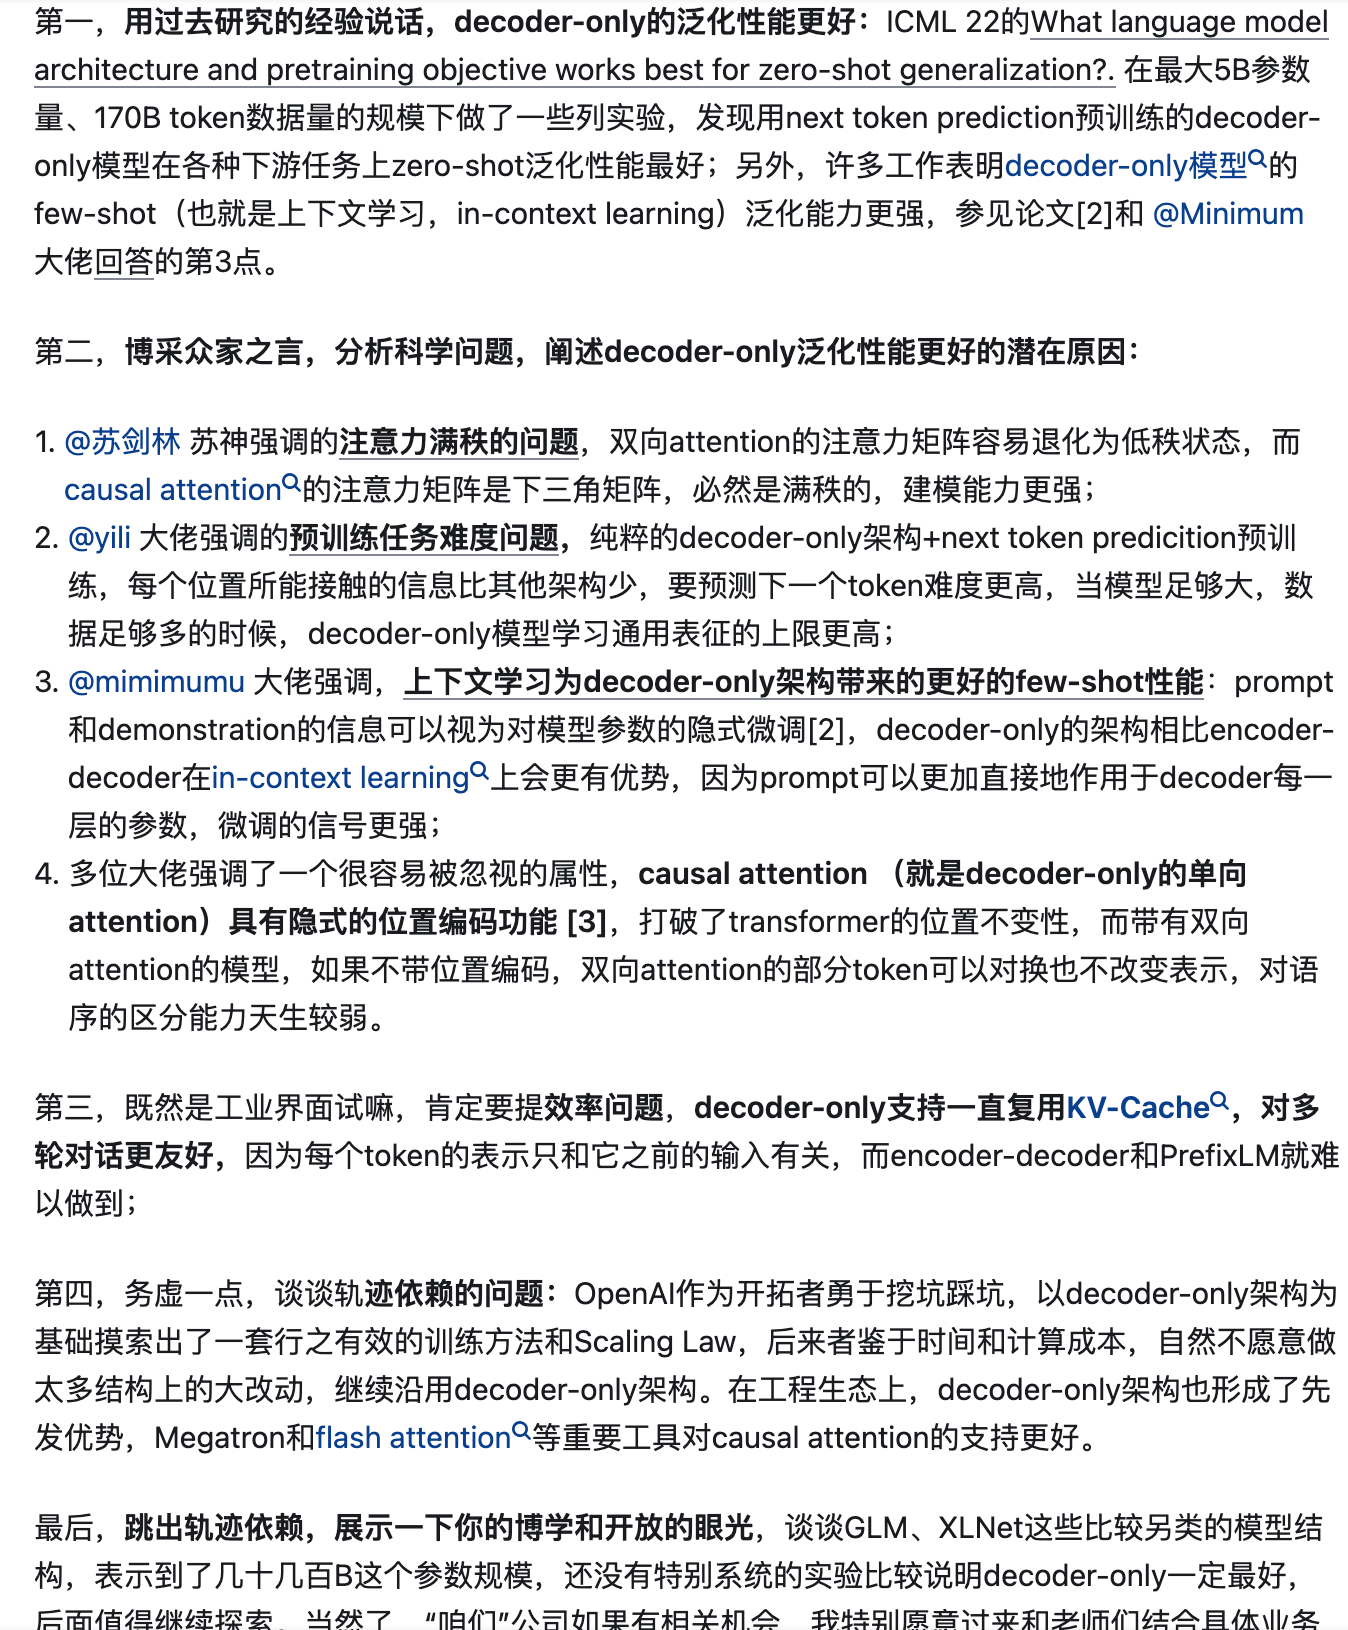 第一，用过去研究的经验说话，decoder-only的泛化性能更好：ICML 22的What language model
architecture and pretraining objective works best for zero-shot generalization?. 在最大5B参数
量、170B token数据量的规模下做了一些列实验，发现用next token prediction预训练的decoder-
only模型在各种下游任务上zero-shot泛化性能最好；另外，许多工作表明decoder-only模型的
few-shot（也就是上下文学习，in-context learning）泛化能力更强，参见论文[2]和 @Minimum
大佬回答的第3点。
第二，博采众家之言，分析科学问题，阐述decoder-only泛化性能更好的潜在原因：
1. @苏剑林 苏神强调的注意力满秩的问题，双向attention的注意力矩阵容易退化为低秩状态，而
causal attention的注意力矩阵是下三角矩阵，必然是满秩的，建模能力更强；
2. @yili 大佬强调的预训练任务难度问题，纯粹的decoder-only架构+next token predicition预训
练，每个位置所能接触的信息比其他架构少，要预测下一个token难度更高，当模型足够大，数
据足够多的时候，decoder-only模型学习通用表征的上限更高；
3. @mimimumu 大佬强调，上下文学习为decoder-only架构带来的更好的few-shot性能：prompt
和demonstration的信息可以视为对模型参数的隐式微调[2]，decoder-only的架构相比encoder-
decoder在in-context learning上会更有优势，因为prompt可以更加直接地作用于decoder每一
层的参数，微调的信号更强；
4. 多位大佬强调了一个很容易被忽视的属性，causal attention （就是decoder-only的单向
attention）具有隐式的位置编码功能 [3]，打破了transformer的位置不变性，而带有双向
attention的模型，如果不带位置编码，双向attention的部分token可以对换也不改变表示，对语
序的区分能力天生较弱。
第三，既然是工业界面试嘛，肯定要提效率问题，decoder-only支持一直复用KV-Cache，对多
轮对话更友好，因为每个token的表示只和它之前的输入有关，而encoder-decoder和PrefixLM就难
以做到；
第四，务虚一点，谈谈轨迹依赖的问题：OpenAI作为开拓者勇于挖坑踩坑，以decoder-only架构为
基础摸索出了一套行之有效的训练方法和Scaling Law，后来者鉴于时间和计算成本，自然不愿意做
太多结构上的大改动，继续沿用decoder-only架构。在工程生态上，decoder-only架构也形成了先
发优势，Megatron和flash attention等重要工具对causal attention的支持更好。
最后，跳出轨迹依赖，展示一下你的博学和开放的眼光，谈谈GLM、XLNet这些比较另类的模型结
构，表示到了几十几百B这个参数规模，还没有特别系统的实验比较说明decoder-only一定最好，
后面值得继续探索。当然了，“咱们”公司如果有相关机会，我特别愿意过来和老师们结合具体业务